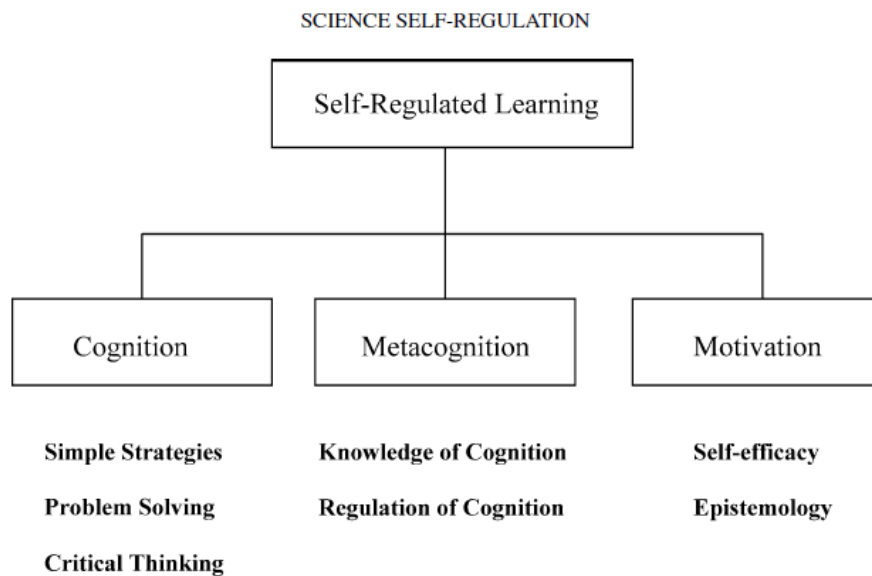 SCIENCE SELF-REGULATION
Self-Regulated Learning
Cognition
Metacognition
Motivation
Simple Strategies
Problem Solving
Critical Thinking
Knowledge of Cognition
Regulation of Cognition
Self-efficacy
Epistemology